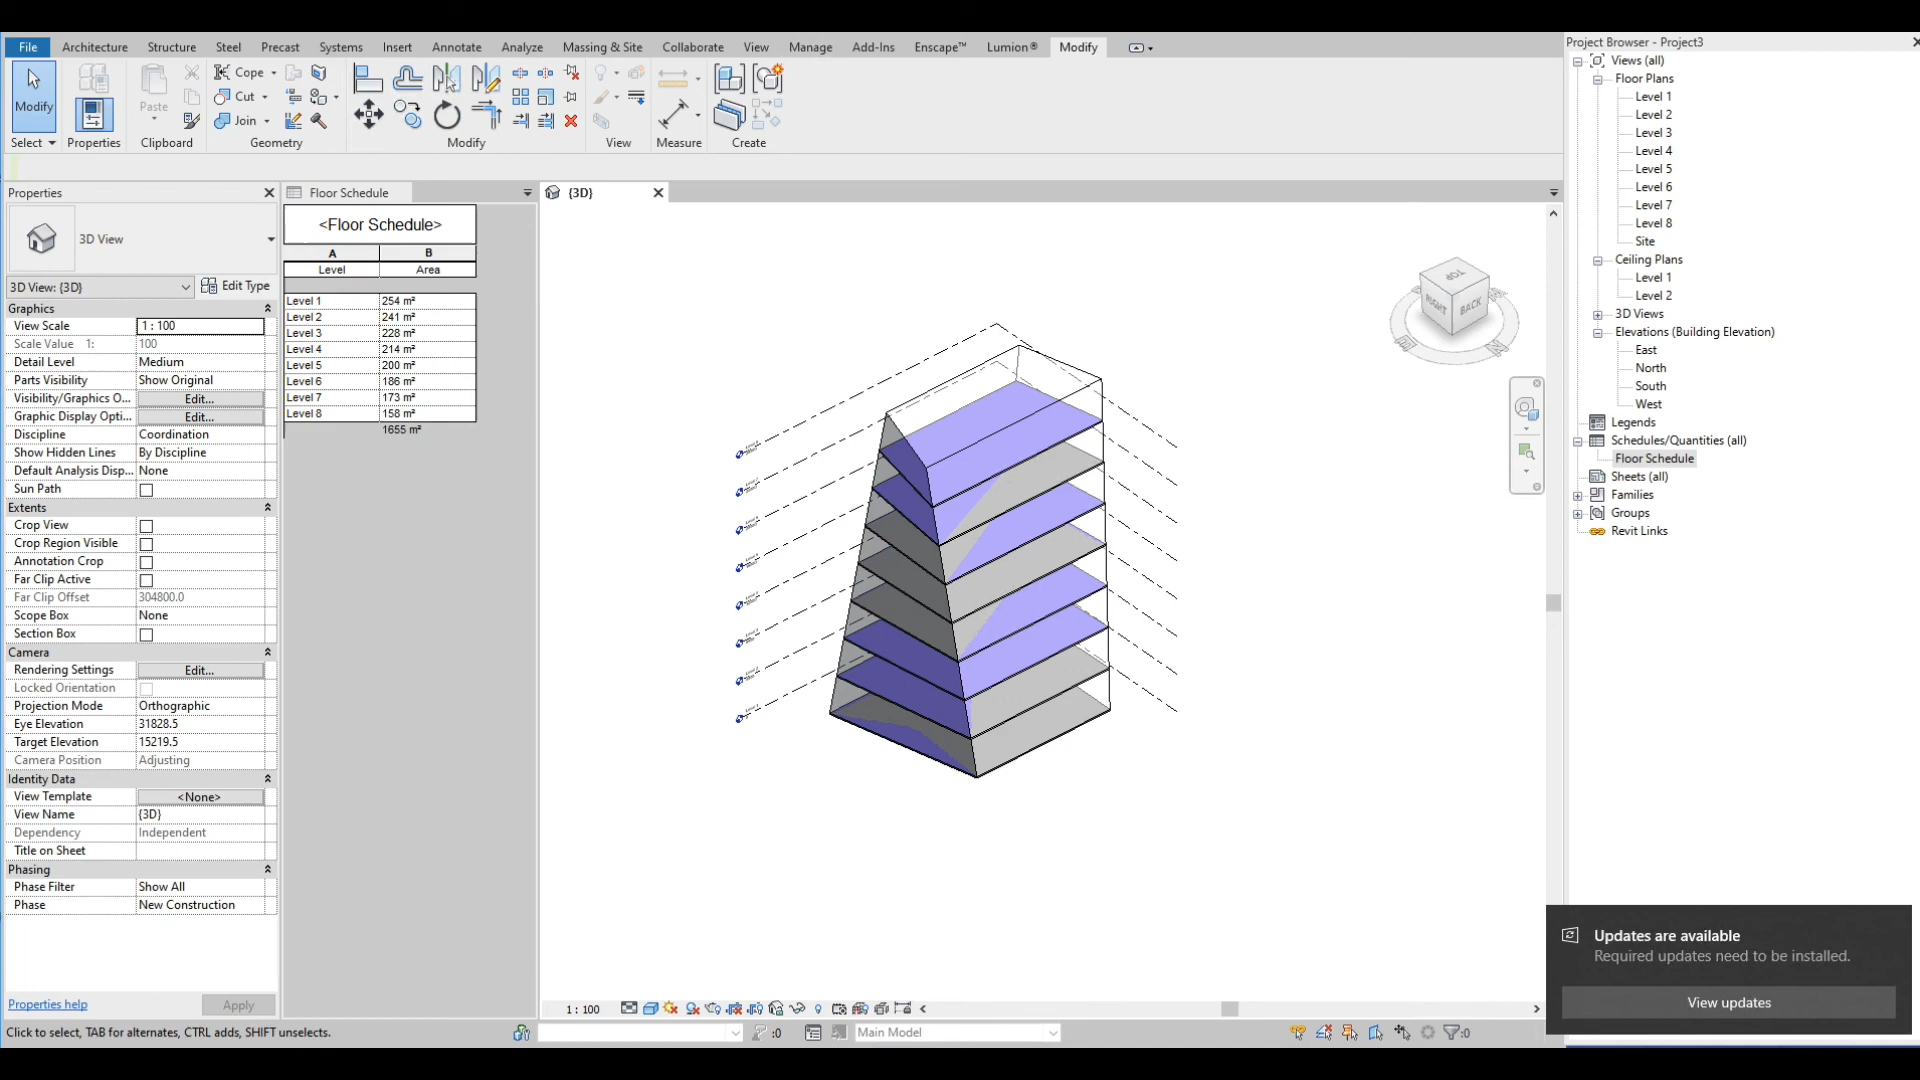 File Architecture Structure Steel Precast Systems Insert Annotate Analyze Massing & Site Collaborate View Manage Add-Ins Enscape™ Lumion® Modify
Modify
Paste
Cope
Cut
Join
Select Properties Clipboard Geometry Modify View Measure Create
Properties
3D View
3D View: {3D}
Edit Type
Graphics
View Scale 1 : 100
Scale Value 1: 100
Detail Level Medium
Parts Visibility Show Original
Visibility/Graphics O... Edit...
Graphic Display Opti... Edit...
Discipline Coordination
Show Hidden Lines By Discipline
Default Analysis Disp... None
Sun Path
Extents
Crop View
Crop Region Visible
Annotation Crop
Far Clip Active
Far Clip Offset 304800.0
Scope Box None
Section Box
Camera
Rendering Settings Edit...
Locked Orientation
Projection Mode Orthographic
Eye Elevation 31828.5
Target Elevation 15219.5
Camera Position Adjusting
Identity Data
View Template <None>
View Name {3D}
Dependency Independent
Title on Sheet
Phasing
Phase Filter Show All
Phase New Construction
Properties help
Apply
Floor Schedule
<Floor Schedule>
A B
Level Area
Level 1 254 m²
Level 2 241 m²
Level 3 228 m²
Level 4 214 m²
Level 5 200 m²
Level 6 186 m²
Level 7 173 m²
Level 8 158 m²
1655 m²
{3D}
TOP
RIGHT
BACK
E
N
1 : 100
Click to select, TAB for alternates, CTRL adds, SHIFT unselects.
:0
Main Model
:0
Project Browser - Project3
Views (all)
Floor Plans
Level 1
Level 2
Level 3
Level 4
Level 5
Level 6
Level 7
Level 8
Site
Ceiling Plans
Level 1
Level 2
3D Views
Elevations (Building Elevation)
East
North
South
West
Legends
Schedules/Quantities (all)
Floor Schedule
Sheets (all)
Families
Groups
Revit Links
Updates are available
Required updates need to be installed.
View updates